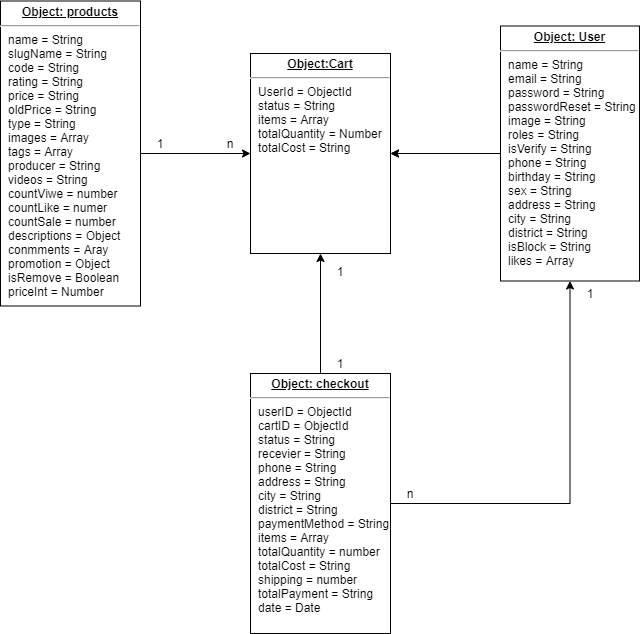 Object: products
name = String
slugName = String
code = String
rating = String
price = String
oldPrice = String
type = String
images = Array
tags = Array
producer = String
videos = String
countViwe = number
countLike = numer
countSale = number
descriptions = Object
conmments = Aray
promotion = Object
isRemove = Boolean
priceInt = Number
1
n
Object:Cart
UserId = ObjectId
status = String
items = Array
totalQuantity = Number
totalCost = String
Object: User
name = String
email = String
password = String
passwordReset = String
image = String
roles = String
isVerify = String
phone = String
birthday = String
sex = String
address = String
city = String
district = String
isBlock = String
likes = Array
1
1
1
Object: checkout
userID = ObjectId
cartID = ObjectId
status = String
recevier = String
phone = String
address = String
city = String
district = String
paymentMethod = String
items = Array
totalQuantity = number
totalCost = String
shipping = number
totalPayment = String
date = Date
n